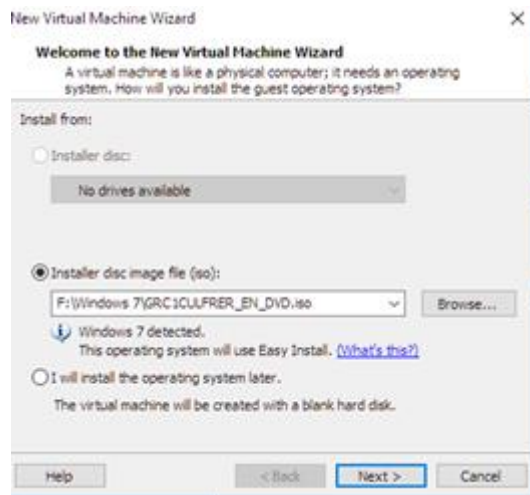 New Virtual Machine Wizard
Welcome to the New Virtual Machine Wizard
A virtual machine is like a physical computer; it needs an operating
system. How will you install the guest operating system?
Install from:
Installer disc:
No drives available
Installer disc image file (iso):
F:\Windows 7\GRC1CULFRER_EN_DVD.iso
Browse...
Windows 7 detected.
This operating system will use Easy Install. (What's this?)
I will install the operating system later.
The virtual machine will be created with a blank hard disk.
Help
< Back
Next >
Cancel